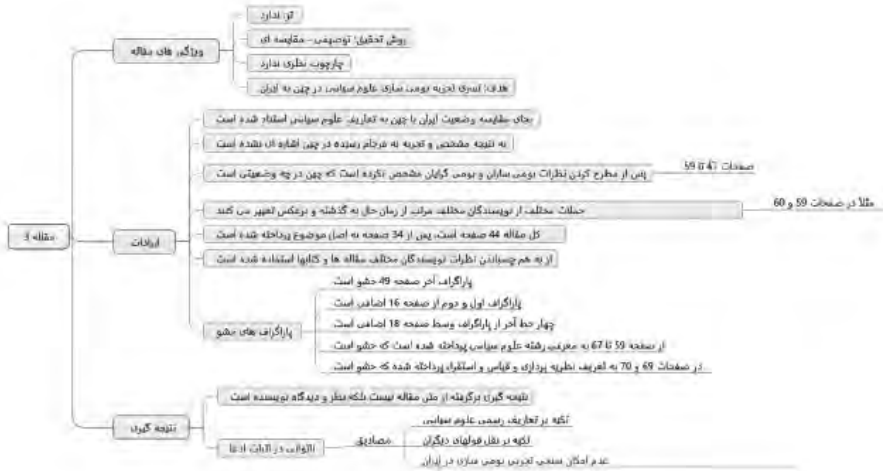 تز: ندارد
روش تحقیق: توصیفی – مقایسه ای
ویژگی های مقاله
چارچوب نظری ندارد
هدف: تسری تجربه بومی سازی علوم سیاسی در چین به ایران
بجای مقایسه وضعیت ایران با چین به تعاریف علوم سیاسی استناد شده است
به نتیجه مشخص و تجربه به فرجام رسیده در چین اشاره ای نشده است
پس از مطرح کردن نظرات بومی سازان و بومی گرایان مشخص نکرده است که چین در چه وضعیتی است
صفحات 47 تا 59
جملات مختلف از نویسندگان مختلف مرتب از زمان حال به گذشته و برعکس تغییر می کنند
مثلاً در صفحات 59 و 60
مقاله 3
ایرادات
کل مقاله 44 صفحه است، پس از 34 صفحه به اصل موضوع پرداخته شده است
از به هم چسباندن نظرات نویسندگان مختلف مقاله ها و کتابها استفاده شده است
پاراگراف آخر صفحه 49 حشو است
پاراگراف اول و دوم از صفحه 16 اضافی است
پاراگراف های حشو
چهار خط آخر از پاراگراف وسط صفحه 18 اضافی است
از صفحه 59 تا 67 به معرفی رشته علوم سیاسی پرداخته شده است که حشو است
در صفحات 69 و 70 به تعریف نظریه پردازی و قیاس و استقراء پرداخته شده که حشو است
نتیجه گیری
نتیجه گیری برگرفته از متن مقاله نیست بلکه نظر و دیدگاه نویسنده است
ناتوانی در اثبات ادعا
مصادیق
تکیه بر تعاریف رسمی علوم سیاسی
تکیه بر نقل قولهای دیگران
عدم امکان سنجی تجربی بومی سازی در ایران